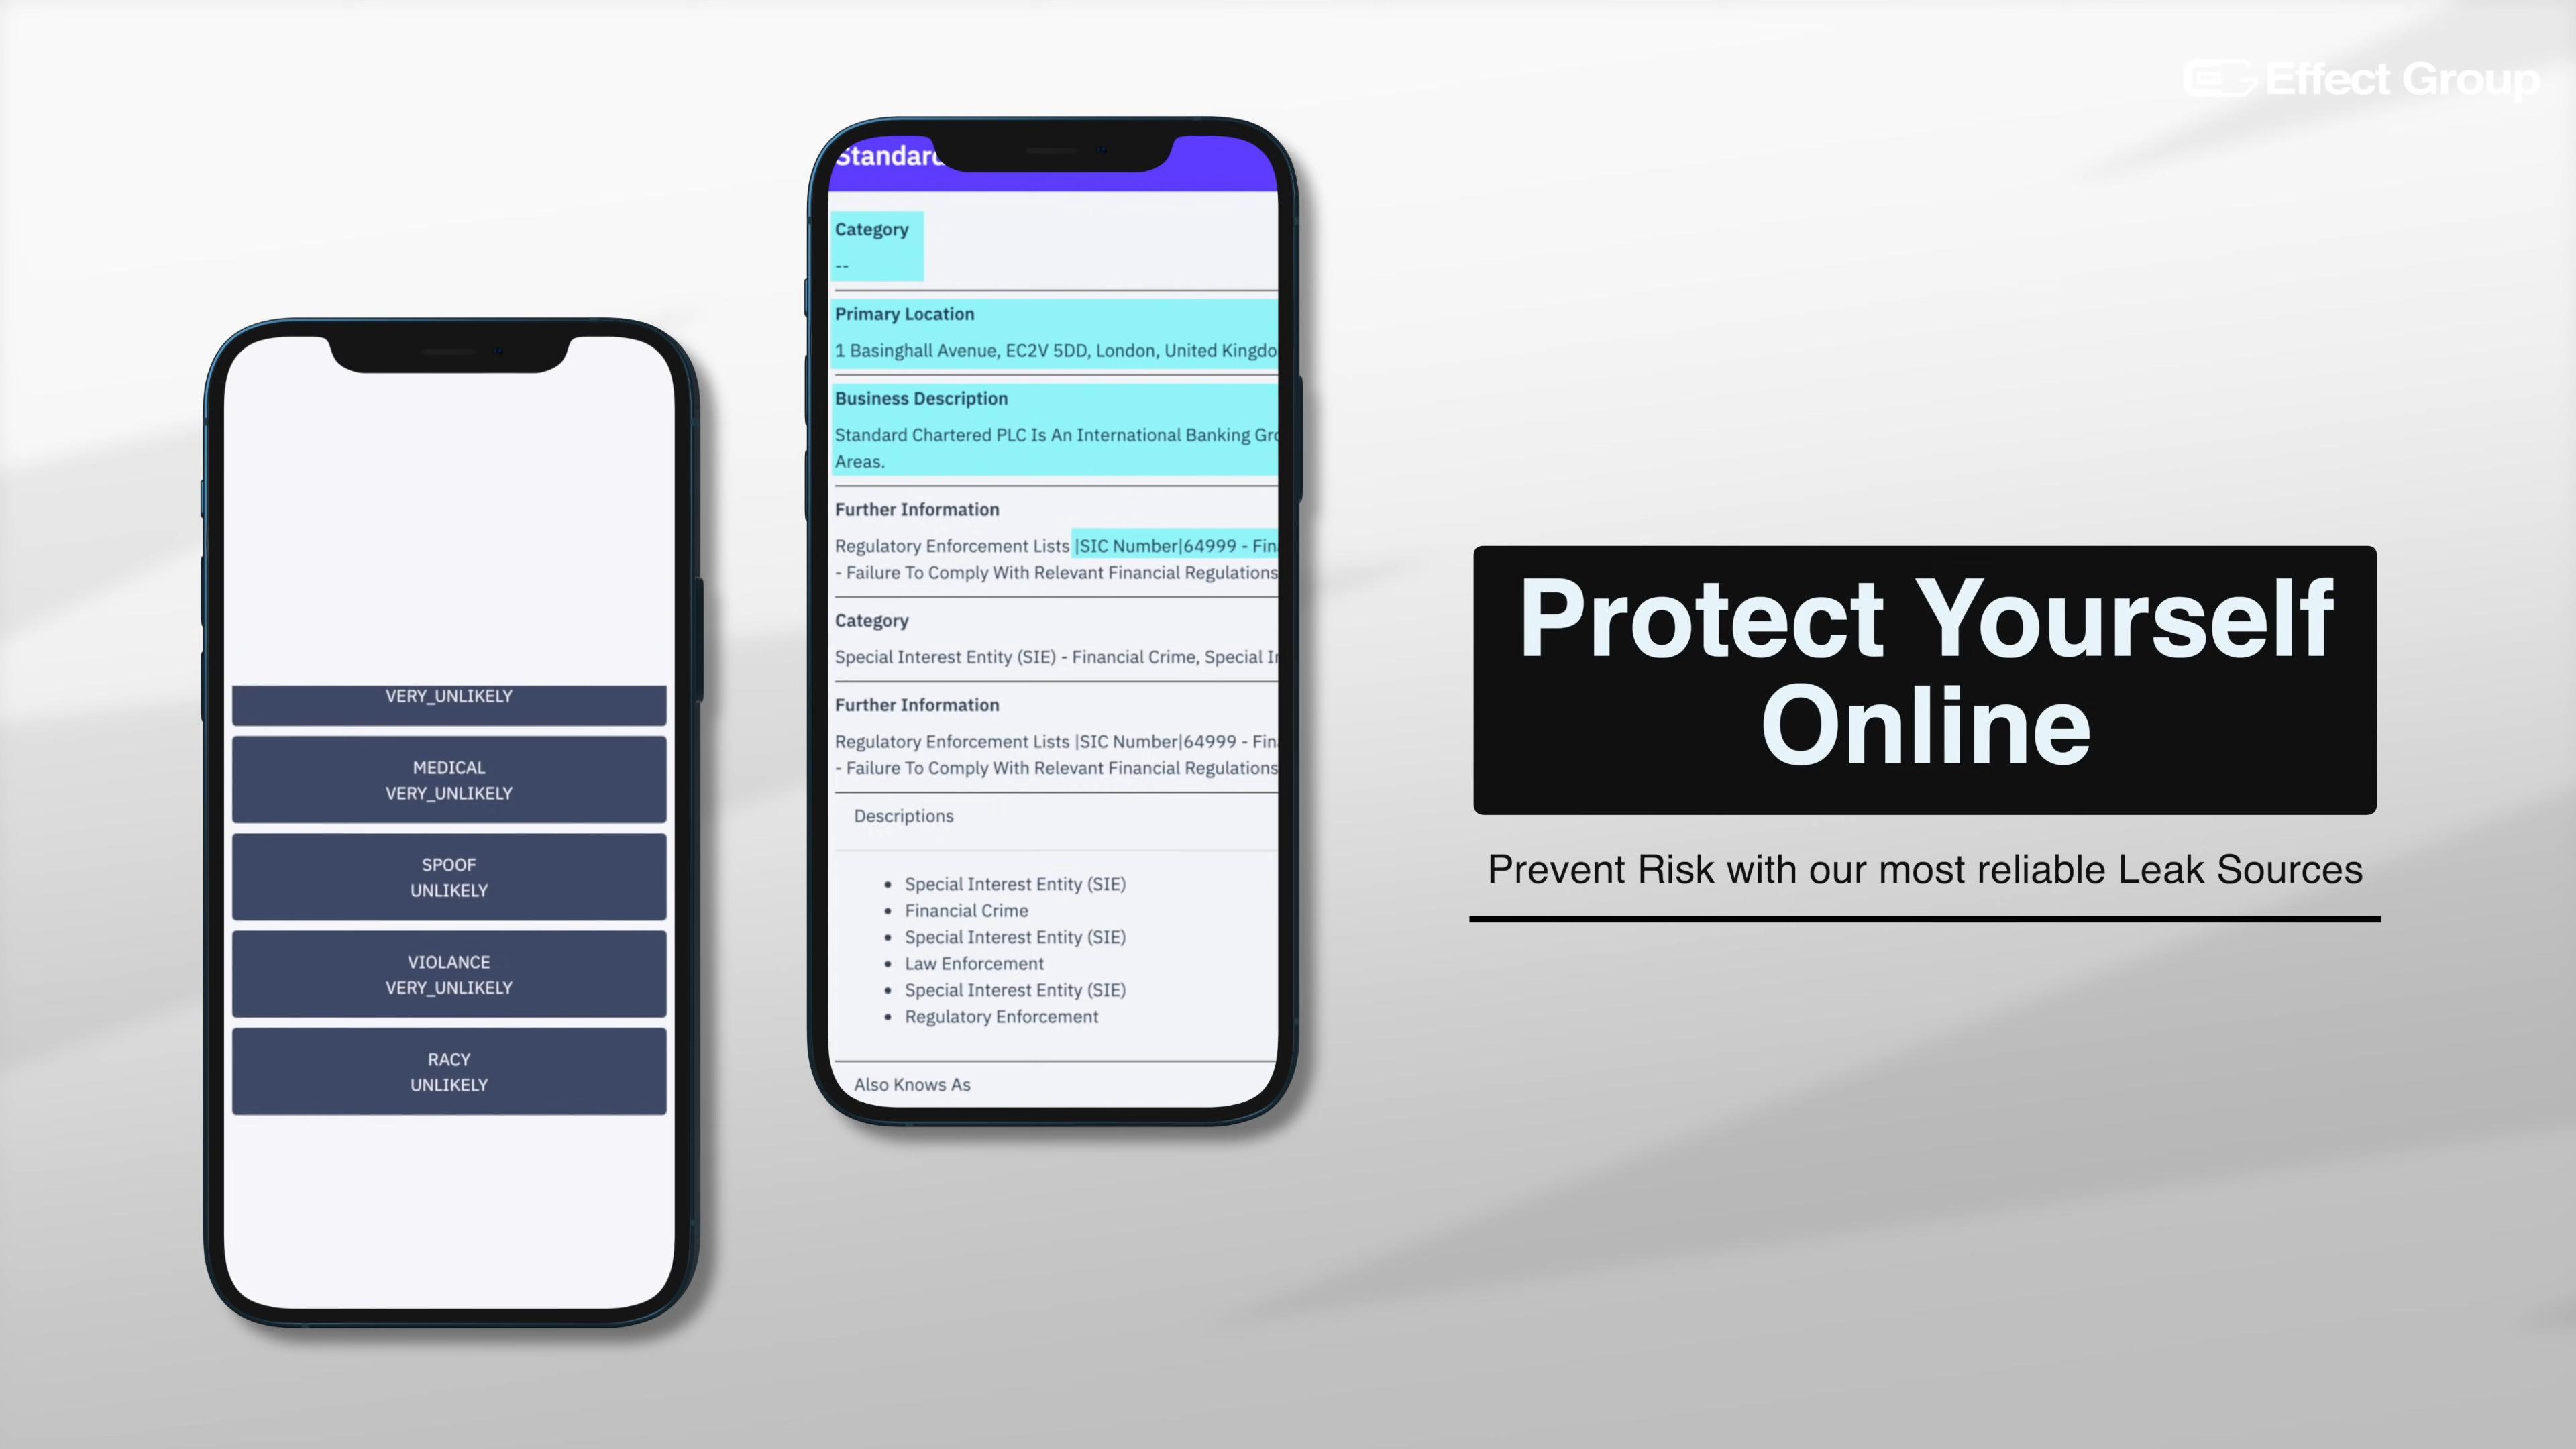 Effect Group
VERY_UNLIKELY
MEDICAL
VERY_UNLIKELY
SPOOF
UNLIKELY
VIOLANCE
VERY_UNLIKELY
RACY
UNLIKELY
Standard
Category
--
Primary Location
1 Basinghall Avenue, EC2V 5DD, London, United Kingdo
Business Description
Standard Chartered PLC Is An International Banking Gro
Areas.
Further Information
Regulatory Enforcement Lists |SIC Number|64999 - Fin
- Failure To Comply With Relevant Financial Regulations
Category
Special Interest Entity (SIE) - Financial Crime, Special I
Further Information
Regulatory Enforcement Lists |SIC Number|64999 - Fin
- Failure To Comply With Relevant Financial Regulations
Descriptions
• Special Interest Entity (SIE)
• Financial Crime
• Special Interest Entity (SIE)
• Law Enforcement
• Special Interest Entity (SIE)
• Regulatory Enforcement
Also Knows As
Protect Yourself
Online
Prevent Risk with our most reliable Leak Sources